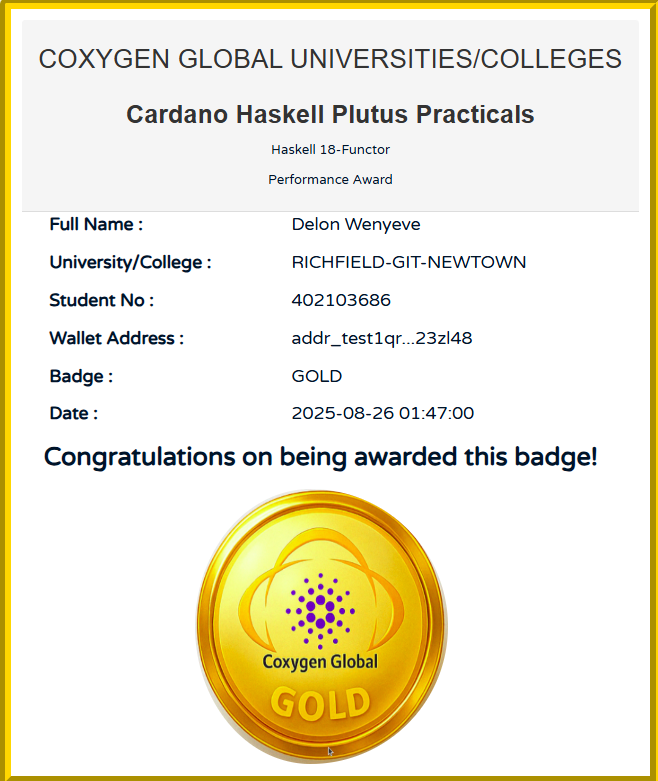 COXYGEN GLOBAL UNIVERSITIES/COLLEGES
Cardano Haskell Plutus Practicals
Haskell 18-Functor
Performance Award
Full Name : Delon Wenyeve
University/College : RICHFIELD-GIT-NEWTOWN
Student No : 402103686
Wallet Address : addr_test1qr...23zl48
Badge : GOLD
Date : 2025-08-26 01:47:00
Congratulations on being awarded this badge!
Coxygen Global
GOLD